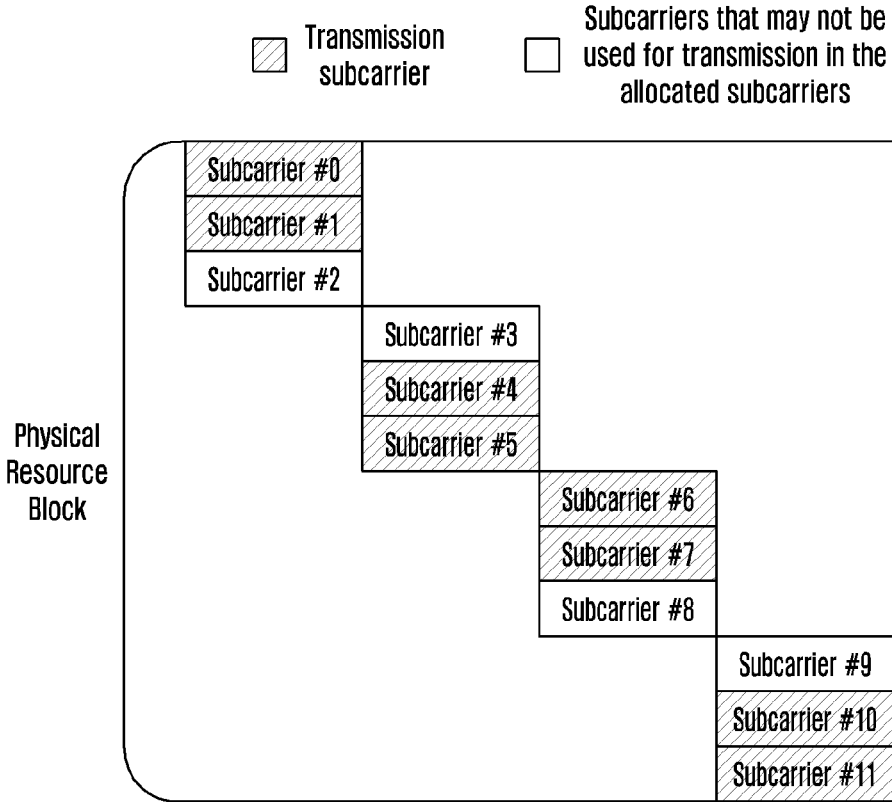 Transmission
subcarrier
Subcarriers that may not be
used for transmission in the
allocated subcarriers
Subcarrier #0
Subcarrier #1
Subcarrier #2
Subcarrier #3
Subcarrier #4
Subcarrier #5
Physical
Resource
Block
Subcarrier #6
Subcarrier #7
Subcarrier #8
Subcarrier #9
Subcarrier #10
Subcarrier #11